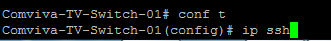 Comviva-TV-Switch-01# conf t
Comviva-TV-Switch-01(config)# ip ssh